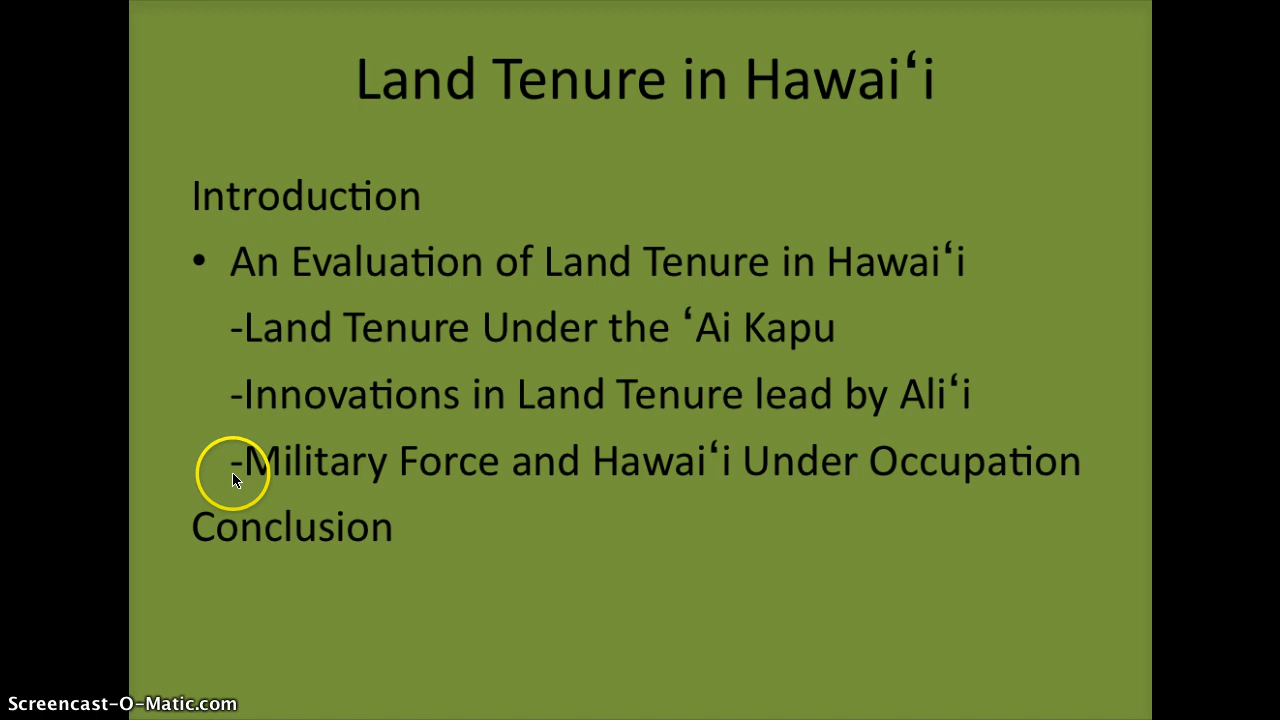 Land Tenure in Hawaiʻi
Introduction
• An Evaluation of Land Tenure in Hawaiʻi
-Land Tenure Under the ʻAi Kapu
-Innovations in Land Tenure lead by Aliʻi
-Military Force and Hawaiʻi Under Occupation
Conclusion
Screencast-O-Matic.com